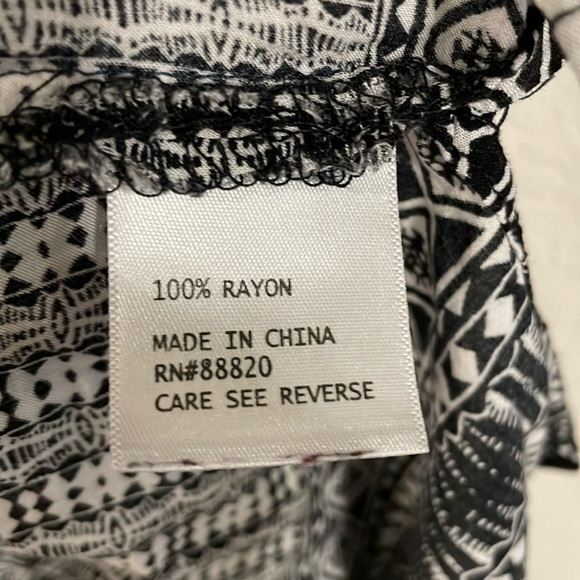 100% RAYON
MADE IN CHINA
RN#88820
CARE SEE REVERSE